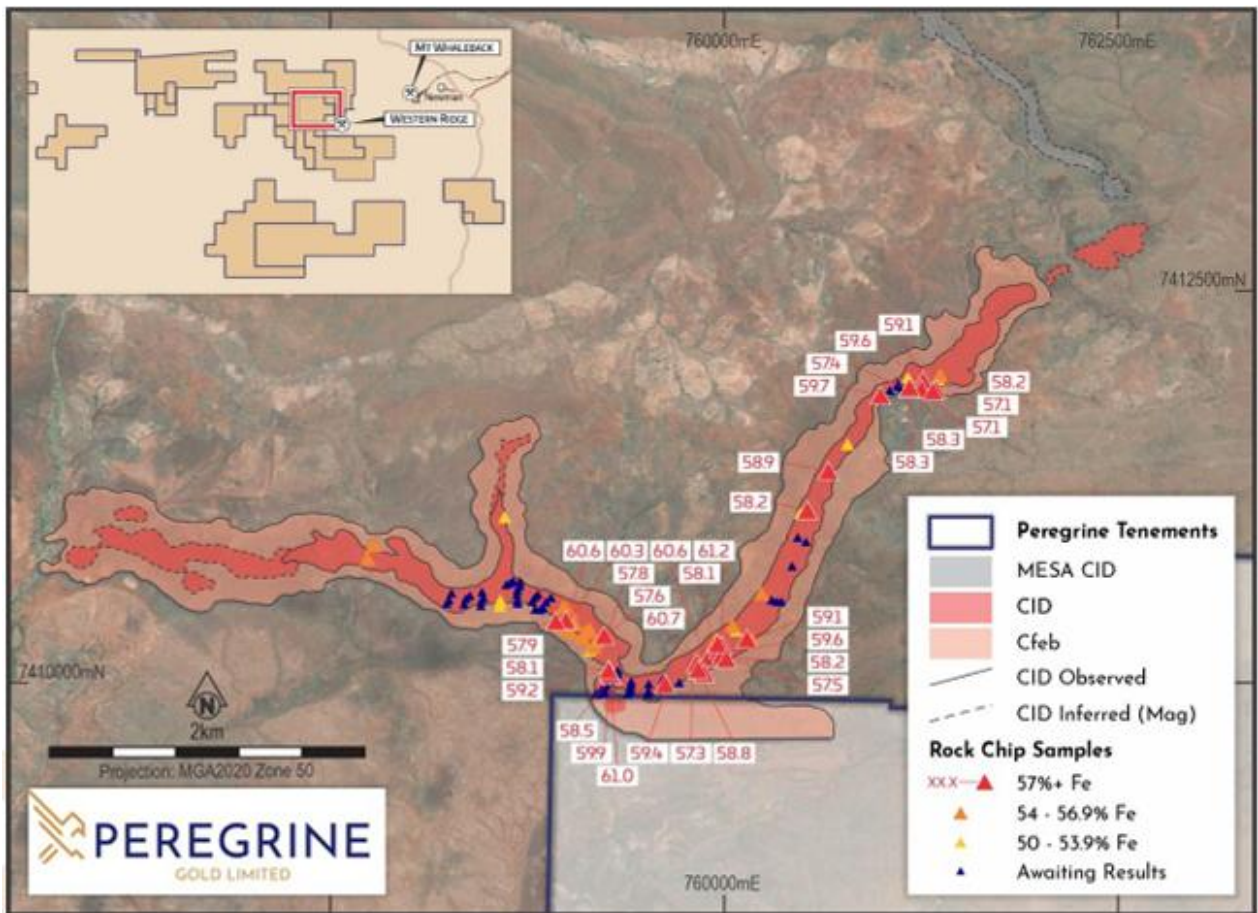 760000mE
762500mE
MT WHALEBACK
Newman
WESTERN RIDGE
7412500mN
59.1
59.6
57.4
59.7
58.2
57.1
57.1
58.3
58.3
58.9
58.2
60.6 60.3 60.6 61.2
57.8 58.1
57.6
60.7
59.1
59.6
58.2
57.5
57.9
58.1
59.2
7410000mN
58.5
59.9 59.4 57.3 58.8
61.0
N
2km
Projection: MGA2020 Zone 50
PEREGRINE
GOLD LIMITED
760000mE
Peregrine Tenements
MESA CID
CID
Cfeb
CID Observed
CID Inferred (Mag)
Rock Chip Samples
XX.X 57%+ Fe
54 - 56.9% Fe
50 - 53.9% Fe
Awaiting Results